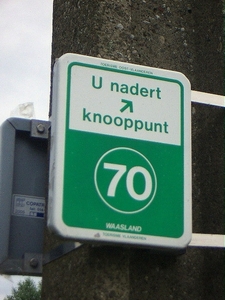 U nadert
knooppunt
70
WAASLAND